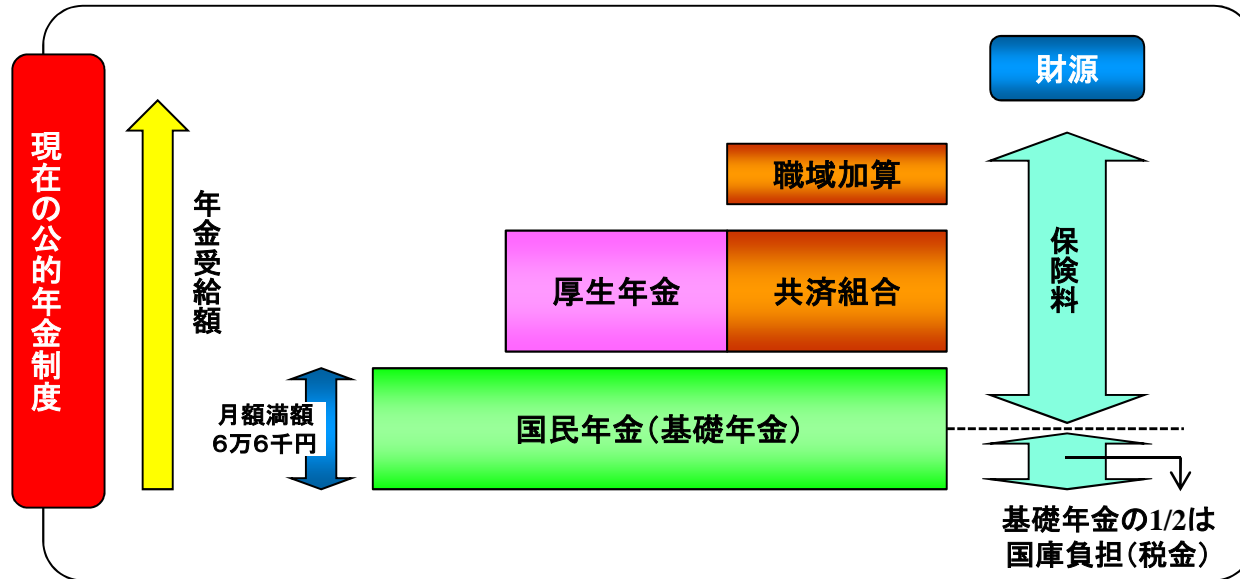 現在の公的年金制度
年金受給額
財源
職域加算
厚生年金
共済組合
保険料
月額満額
６万６千円
国民年金（基礎年金）
基礎年金の1/2は
国庫負担（税金）